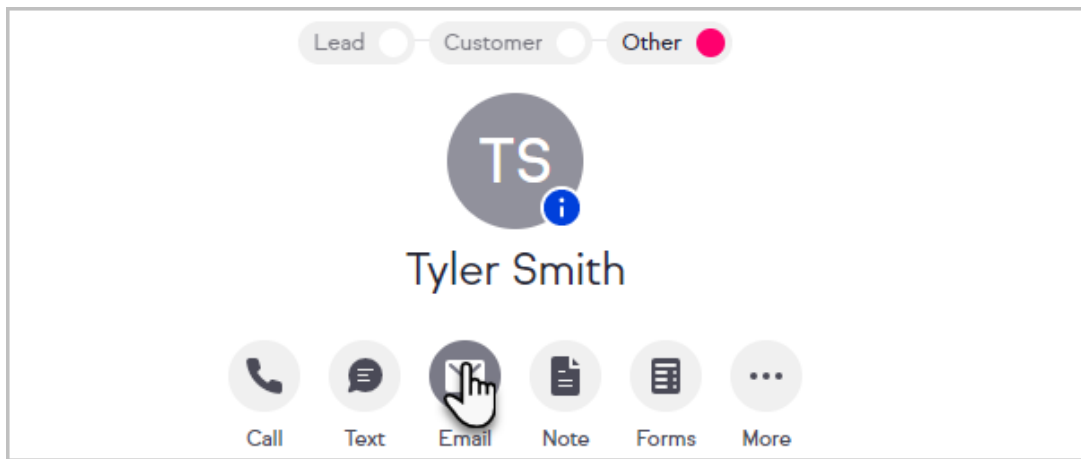 Lead Customer Other
TS
i
Tyler Smith
Call Text Email Note Forms More